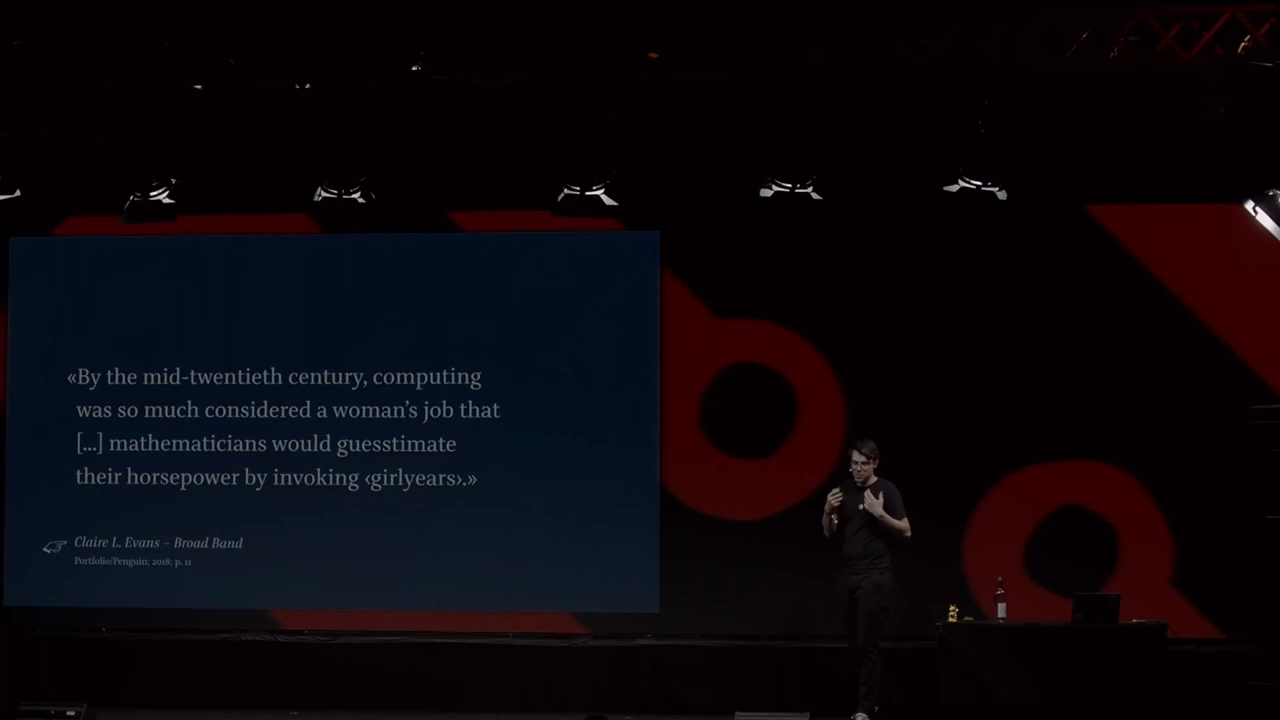 «By the mid-twentieth century, computing
was so much considered a woman's job that
[...] mathematicians would guesstimate
their horsepower by invoking ‹girlyears›.»
Claire L. Evans – Broad Band
Portfolio/Penguin; 2018; p. 11